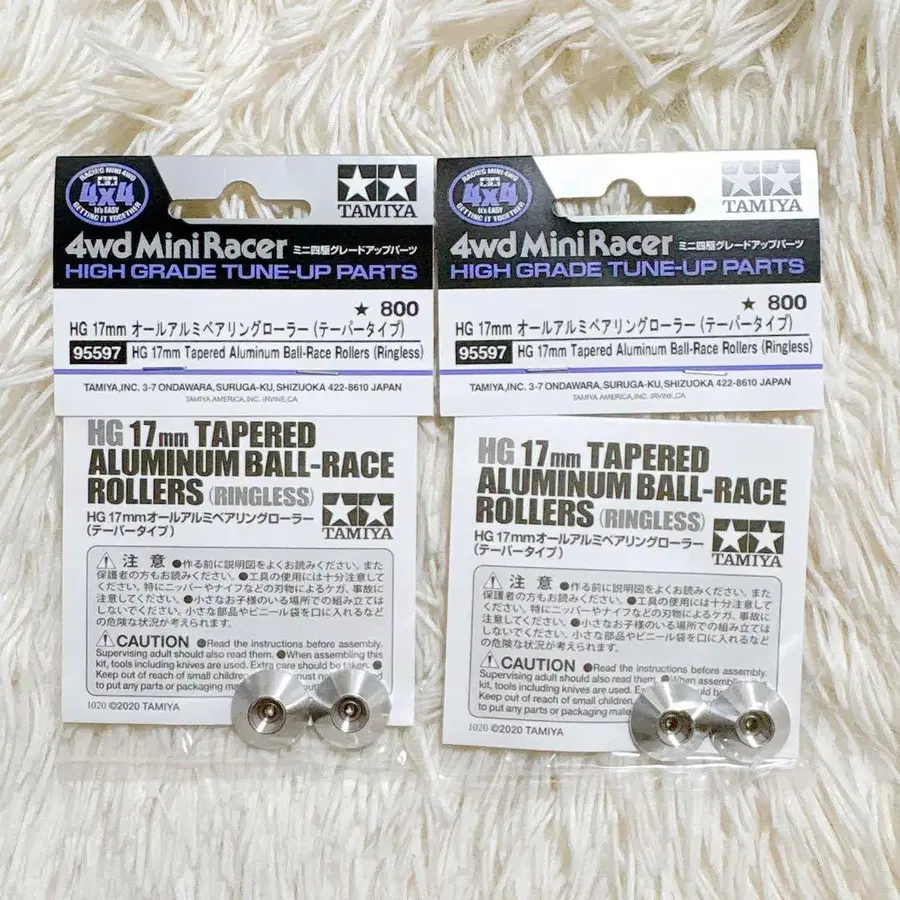 RACING MINI 4WD
4x4
It's EASY
GETTING IT TOGETHER
TAMIYA
4wd Mini Racer ミニ四駆グレードアップパーツ
HIGH GRADE TUNE-UP PARTS
★ 800
HG 17mm オールアルミベアリングローラー (テーパータイプ)
95597 HG 17mm Tapered Aluminum Ball-Race Rollers (Ringless)
TAMIYA,INC. 3-7 ONDAWARA, SURUGA-KU, SHIZUOKA 422-8610 JAPAN
TAMIYA AMERICA,INC. IRVINE,CA
HG 17mm TAPERED
ALUMINUM BALL-RACE
ROLLERS (RINGLESS)
HG 17mmオールアルミベアリングローラー
(テーパータイプ)
TAMIYA
注意 ●作る前に説明図をよくお読みください。また
保護者の方もお読みください。●工具の使用には十分注意して
ください。特にニッパーやナイフなどの刃物によるケガ、事故に
注意してください。●小さなお子様のいる場所での組み立ては
しないでください。小さな部品やビニール袋を口に入れるなど
の危険な状況が考えられます。
CAUTION ●Read the instructions before assembly.
Supervising adult should also read them. ●When assembling this
kit, tools including knives are used. Extra care should be taken. ●
Keep out of reach of small children. must not
to put any parts or packaging
1020 ©2020 TAMIYA
RACING MINI 4WD
4x4
It's EASY
GETTING IT TOGETHER
TAMIYA
4wd Mini Racer ミニ四駆グレードアップパーツ
HIGH GRADE TUNE-UP PARTS
★ 800
HG 17mm オールアルミベアリングローラー (テーパータイプ)
95597 HG 17mm Tapered Aluminum Ball-Race Rollers (Ringless)
TAMIYA,INC. 3-7 ONDAWARA, SURUGA-KU, SHIZUOKA 422-8610 JAPAN
TAMIYA AMERICA,INC. IRVINE,CA
HG 17mm TAPERED
ALUMINUM BALL-RACE
ROLLERS (RINGLESS)
HG 17mmオールアルミベアリングローラー
(テーパータイプ)
TAMIYA
注意 ●作る前に説明図をよくお読みください。また
保護者の方もお読みください。●工具の使用には十分注意して
ください。特にニッパーやナイフなどの刃物によるケガ、事故に
注意してください。●小さなお子様のいる場所での組み立ては
しないでください。小さな部品やビニール袋を口に入れるなど
の危険な状況が考えられます。
CAUTION ●Read the instructions before assembly.
Supervising adult should also read them. ●When assembling this
kit, tools including knives are used.
Keep out of reach of small children.
to put any parts or packaging
1020 ©2020 TAMIYA